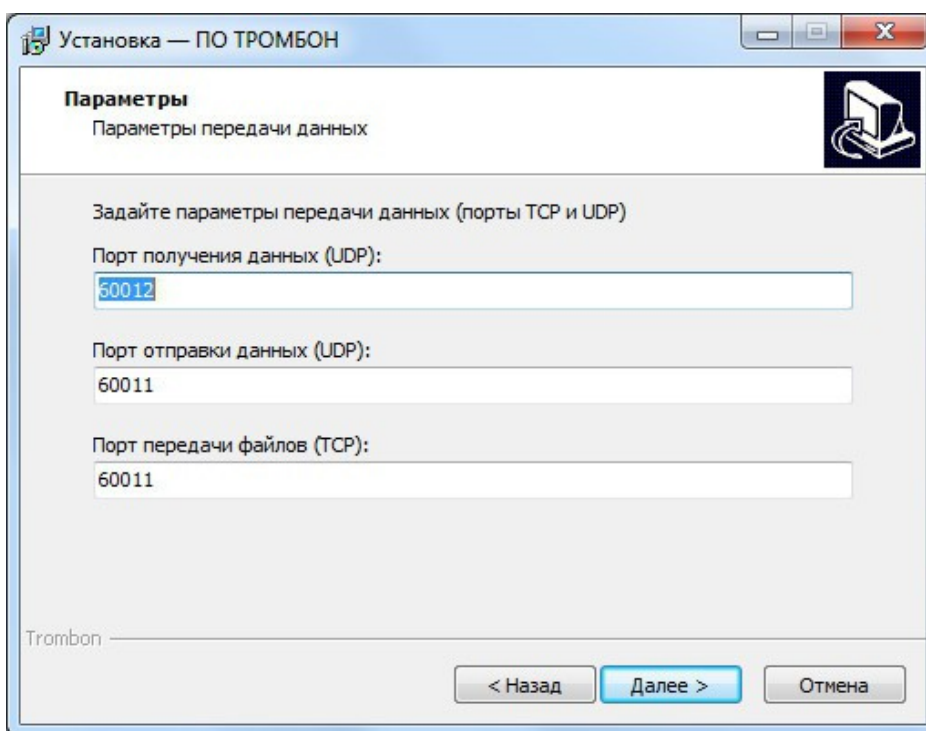 Установка — ПО ТРОМБОН
Параметры
Параметры передачи данных
Задайте параметры передачи данных (порты TCP и UDP)
Порт получения данных (UDP):
60012
Порт отправки данных (UDP):
60011
Порт передачи файлов (TCP):
60011
Trombon
< Назад Далее > Отмена